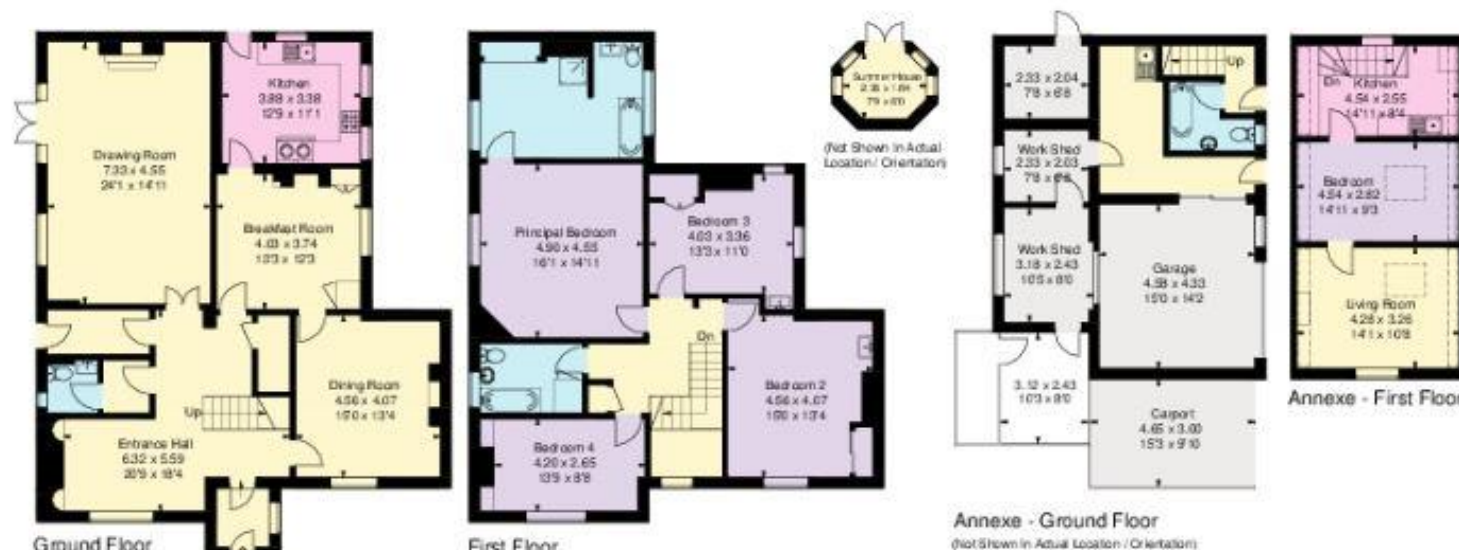 Drawing Room
7.33 x 4.55
24'1 x 14'11
Kitchen
3.88 x 3.38
12'9 x 11'1
Breakfast Room
4.03 x 3.74
13'3 x 12'3
Dining Room
4.56 x 4.07
15'0 x 13'4
Up
Entrance Hall
6.32 x 5.59
20'9 x 18'4
Ground Floor
Principal Bedroom
4.90 x 4.55
16'1 x 14'11
Bedroom 3
4.03 x 3.36
13'3 x 11'0
Dn
Bedroom 2
4.56 x 4.07
15'0 x 13'4
Bedroom 4
4.20 x 2.65
13'9 x 8'8
First Floor
Summer House
(Not Shown In Actual
Location / Orientation)
2.33 x 2.04
7'8 x 6'8
Work Shed
2.33 x 2.03
7'8 x 6'8
Work Shed
3.18 x 2.43
10'5 x 8'0
3.12 x 2.43
10'3 x 8'0
Up
Garage
4.58 x 4.33
15'0 x 14'2
Carport
4.65 x 3.00
15'3 x 9'10
Annexe - Ground Floor
(Not Shown In Actual Location / Orientation)
Dn
Kitchen
4.54 x 2.55
14'11 x 8'4
Bedroom
4.54 x 2.82
14'11 x 9'3
Living Room
4.28 x 3.26
14'1 x 10'8
Annexe - First Floor